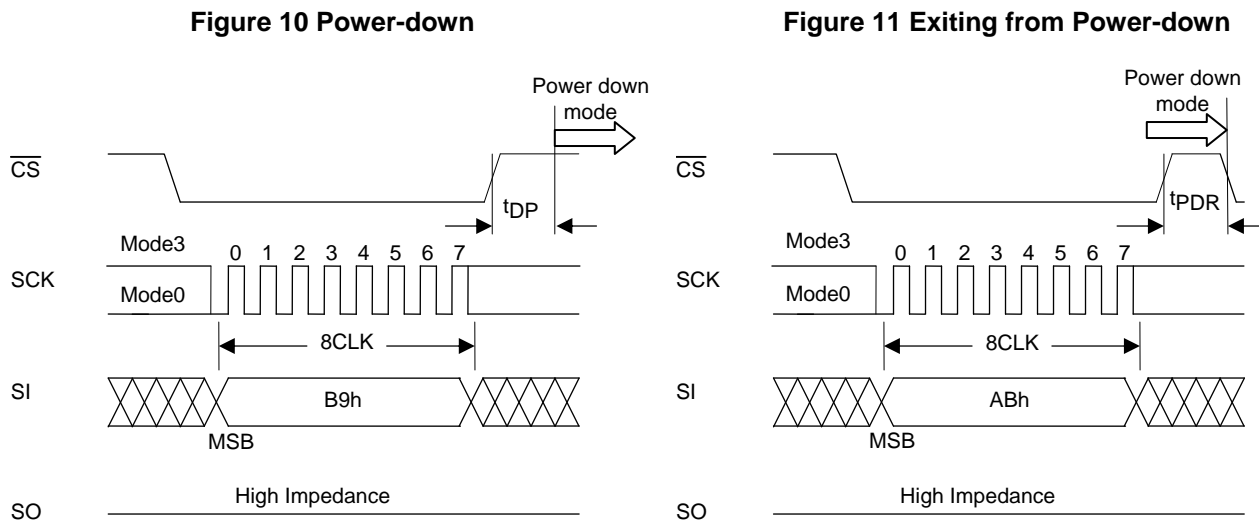 Figure 10 Power-down
Power down
mode
CS
tDP
Mode3
0 1 2 3 4 5 6 7
SCK
Mode0
8CLK
SI
B9h
MSB
High Impedance
SO
Figure 11 Exiting from Power-down
Power down
mode
CS
tPDR
Mode3
0 1 2 3 4 5 6 7
SCK
Mode0
8CLK
SI
ABh
MSB
High Impedance
SO